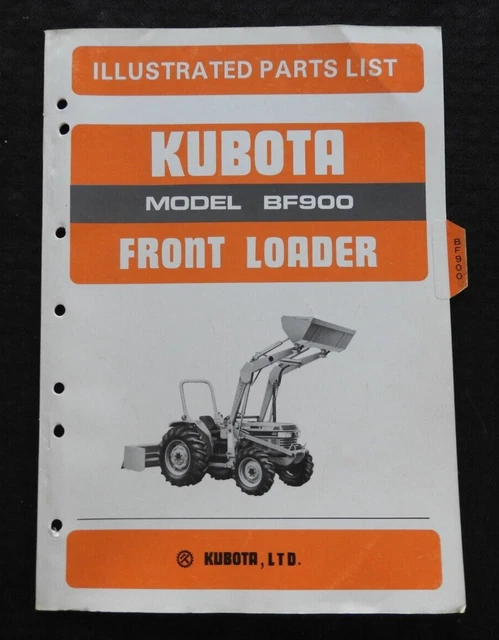 ILLUSTRATED PARTS LIST
KUBOTA
MODEL BF900
FRONT LOADER
BF900
KUBOTA, LTD.